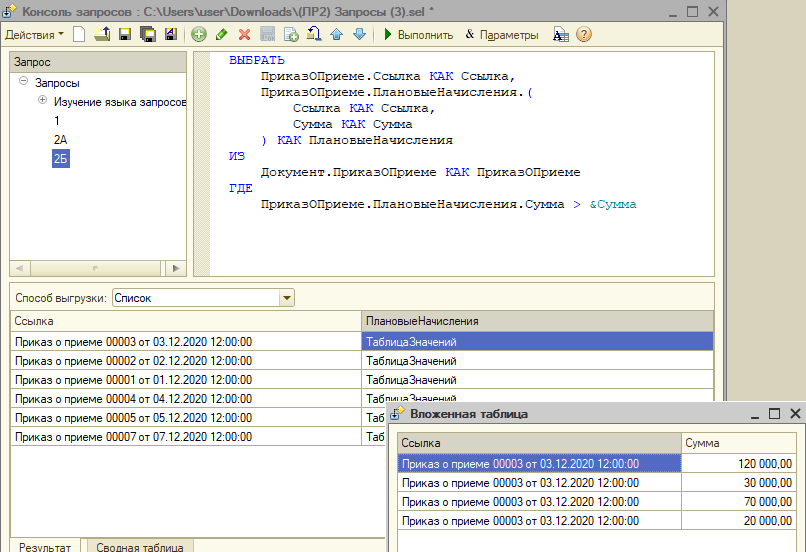 Консоль запросов : C:\Users\user\Downloads\(ЛР2) Запросы (3).sel *
Действия Выполнить & Параметры
Запрос
Запросы
Изучение языка запросов
1
2А
2Б
ВЫБРАТЬ
ПриказОПриеме.Ссылка КАК Ссылка,
ПриказОПриеме.ПлановыеНачисления.(
Ссылка КАК Ссылка,
Сумма КАК Сумма
) КАК ПлановыеНачисления
ИЗ
Документ.ПриказОПриеме КАК ПриказОПриеме
ГДЕ
ПриказОПриеме.ПлановыеНачисления.Сумма > &Сумма
Способ выгрузки: Список
Ссылка ПлановыеНачисления
Приказ о приеме 00003 от 03.12.2020 12:00:00 ТаблицаЗначений
Приказ о приеме 00002 от 02.12.2020 12:00:00 ТаблицаЗначений
Приказ о приеме 00001 от 01.12.2020 12:00:00 ТаблицаЗначений
Приказ о приеме 00004 от 04.12.2020 12:00:00 ТаблицаЗначений
Приказ о приеме 00005 от 05.12.2020 12:00:00 Таб
Приказ о приеме 00007 от 07.12.2020 12:00:00 Таб
Вложенная таблица
Ссылка Сумма
Приказ о приеме 00003 от 03.12.2020 12:00:00 120 000,00
Приказ о приеме 00003 от 03.12.2020 12:00:00 30 000,00
Приказ о приеме 00003 от 03.12.2020 12:00:00 70 000,00
Приказ о приеме 00003 от 03.12.2020 12:00:00 20 000,00
Результат Сводная таблица